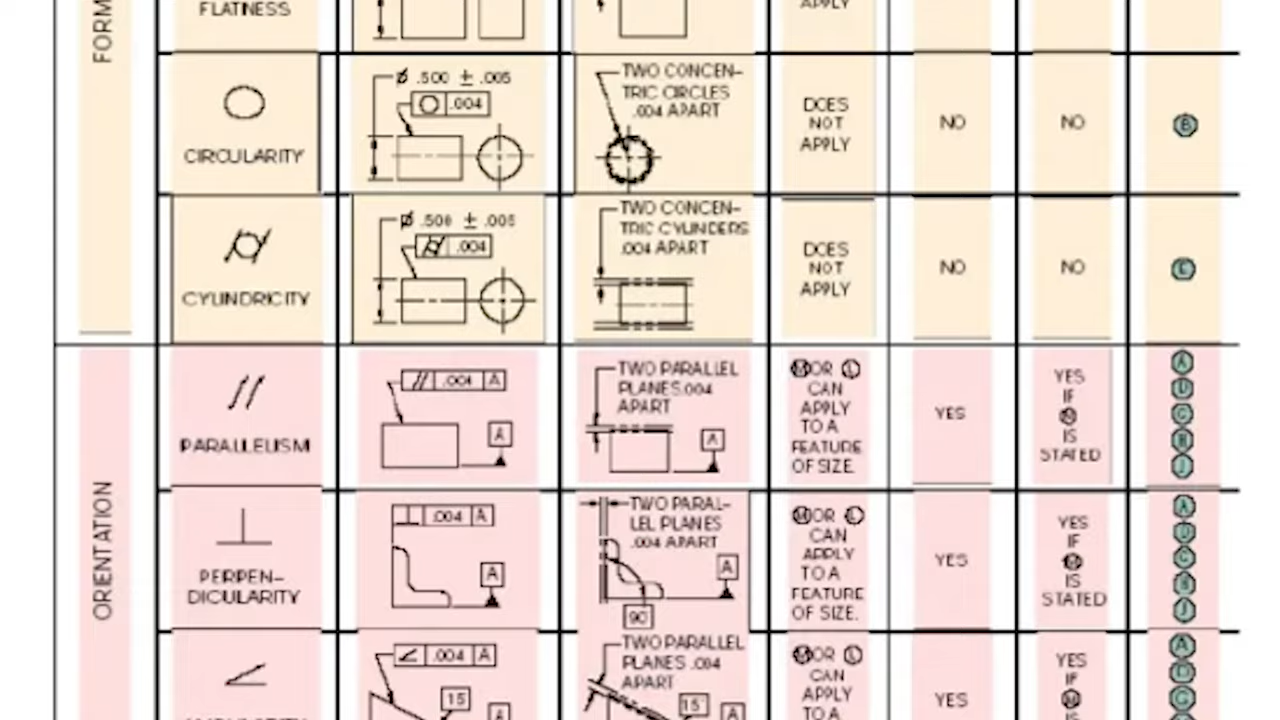 FORM
FLATNESS
APPLY
CIRCULARITY
⌀ .500 ± .005
○ .004
TWO CONCEN-
TRIC CIRCLES
.004 APART
DOES
NOT
APPLY
NO
NO
B
CYLINDRICITY
⌀ .500 ± .005
.004
TWO CONCEN-
TRIC CYLINDERS
.004 APART
DOES
NOT
APPLY
NO
NO
E
ORIENTATION
PARALLELISM
// .004 A
A
TWO PARALLEL
PLANES .004
APART
A
M OR L
CAN
APPLY
TO A
FEATURE
OF SIZE.
YES
YES
IF
M
IS
STATED
A
D
G
J
PERPEN-
DICULARITY
⊥ .004 A
A
TWO PARAL-
LEL PLANES
.004 APART
A
90
M OR L
CAN
APPLY
TO A
FEATURE
OF SIZE.
YES
YES
IF
M
IS
STATED
A
D
G
J
∠ .004 A
15
A
TWO PARALLEL
PLANES .004
APART
15
A
M OR L
CAN
APPLY
TO A
YES
YES
IF
M
IS
A
D
G